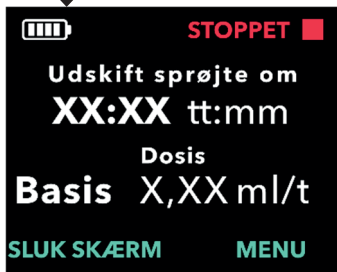 STOPPET
Udskift sprøjte om
XX:XX tt:mm
Dosis
Basis X,XX ml/t
SLUK SKÆRM MENU